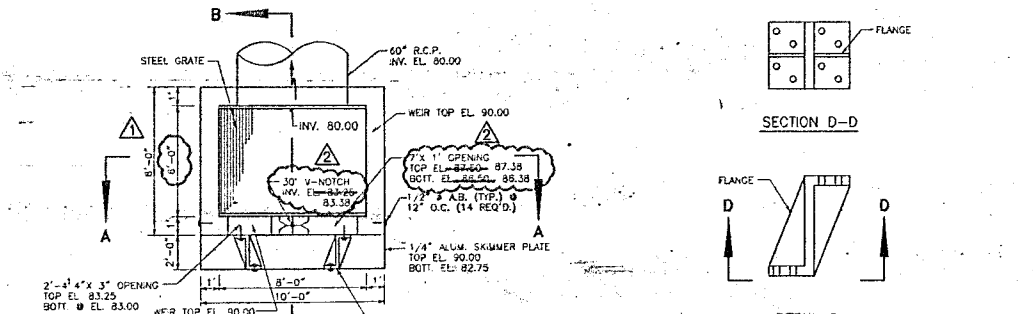 B
60" R.C.P.
INV. EL. 80.00
STEEL GRATE
FLANGE
WEIR TOP EL. 90.00
SECTION D-D
1
INV. 80.00
2
2
1'
8'-0"
6'-0"
7'X 1' OPENING
TOP EL. 87.50 87.38
BOTT. EL. 86.50 86.38
30° V-NOTCH
INV. EL. 83.25
83.38
1/2" ø A.B. (TYP.) @
12" O.C. (14 REQ'D.)
A
A
FLANGE
D
D
1'
2'-0"
1/4" ALUM. SKIMMER PLATE
TOP EL. 90.00
BOTT. EL. 82.75
2'-4" 4"X 3" OPENING
TOP EL 83.25
BOTT. @ EL. 83.00
1'
8'-0"
1'
10'-0"
WEIR TOP EL. 90.00